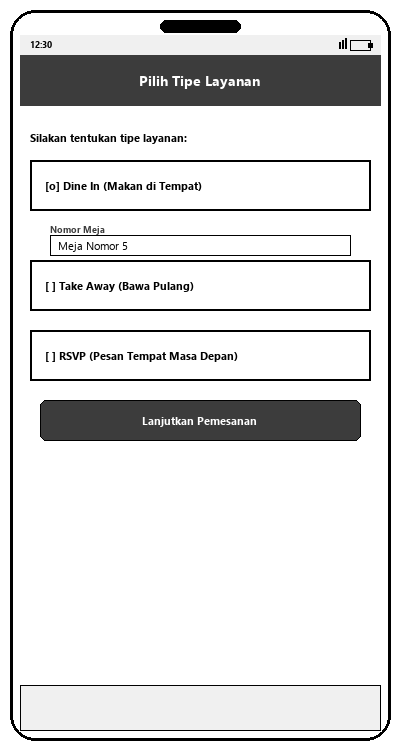 12:30
Pilih Tipe Layanan
Silakan tentukan tipe layanan:
[o] Dine In (Makan di Tempat)
Nomor Meja
Meja Nomor 5
[ ] Take Away (Bawa Pulang)
[ ] RSVP (Pesan Tempat Masa Depan)
Lanjutkan Pemesanan